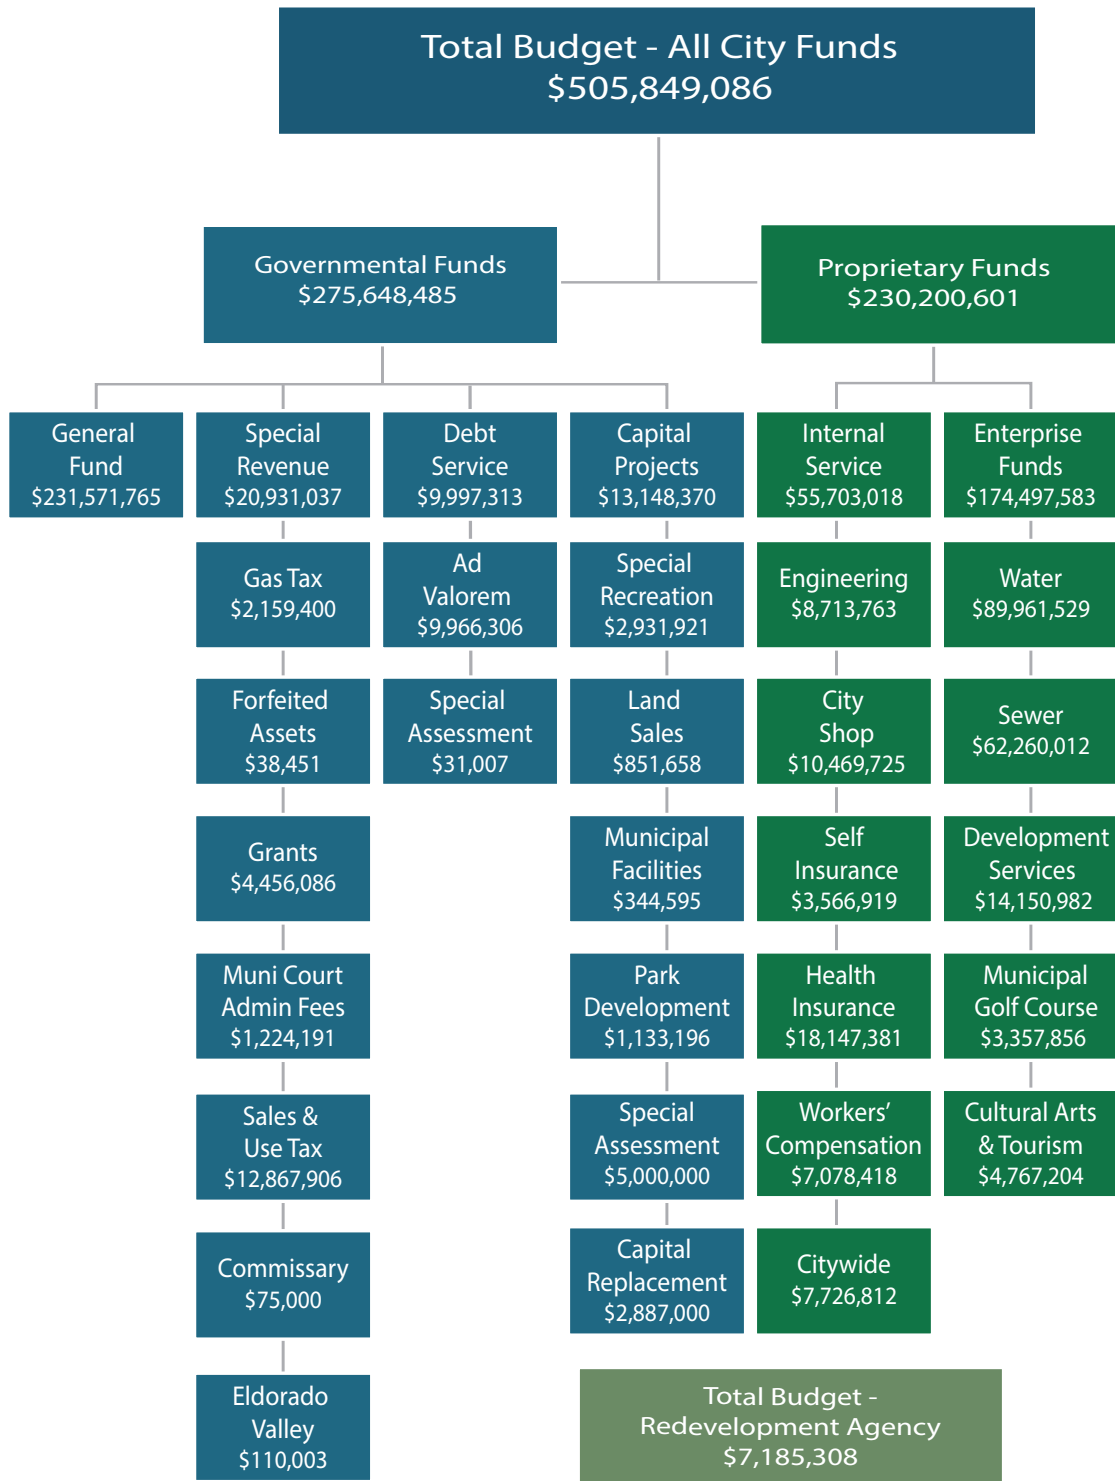 Total Budget - All City Funds
$505,849,086
Governmental Funds
$275,648,485
Proprietary Funds
$230,200,601
General
Fund
$231,571,765
Special
Revenue
$20,931,037
Debt
Service
$9,997,313
Capital
Projects
$13,148,370
Internal
Service
$55,703,018
Enterprise
Funds
$174,497,583
Gas Tax
$2,159,400
Ad
Valorem
$9,966,306
Special
Recreation
$2,931,921
Engineering
$8,713,763
Water
$89,961,529
Forfeited
Assets
$38,451
Special
Assessment
$31,007
Land
Sales
$851,658
City
Shop
$10,469,725
Sewer
$62,260,012
Grants
$4,456,086
Municipal
Facilities
$344,595
Self
Insurance
$3,566,919
Development
Services
$14,150,982
Muni Court
Admin Fees
$1,224,191
Park
Development
$1,133,196
Health
Insurance
$18,147,381
Municipal
Golf Course
$3,357,856
Sales &
Use Tax
$12,867,906
Special
Assessment
$5,000,000
Workers’
Compensation
$7,078,418
Cultural Arts
& Tourism
$4,767,204
Commissary
$75,000
Capital
Replacement
$2,887,000
Citywide
$7,726,812
Eldorado
Valley
$110,003
Total Budget -
Redevelopment Agency
$7,185,308